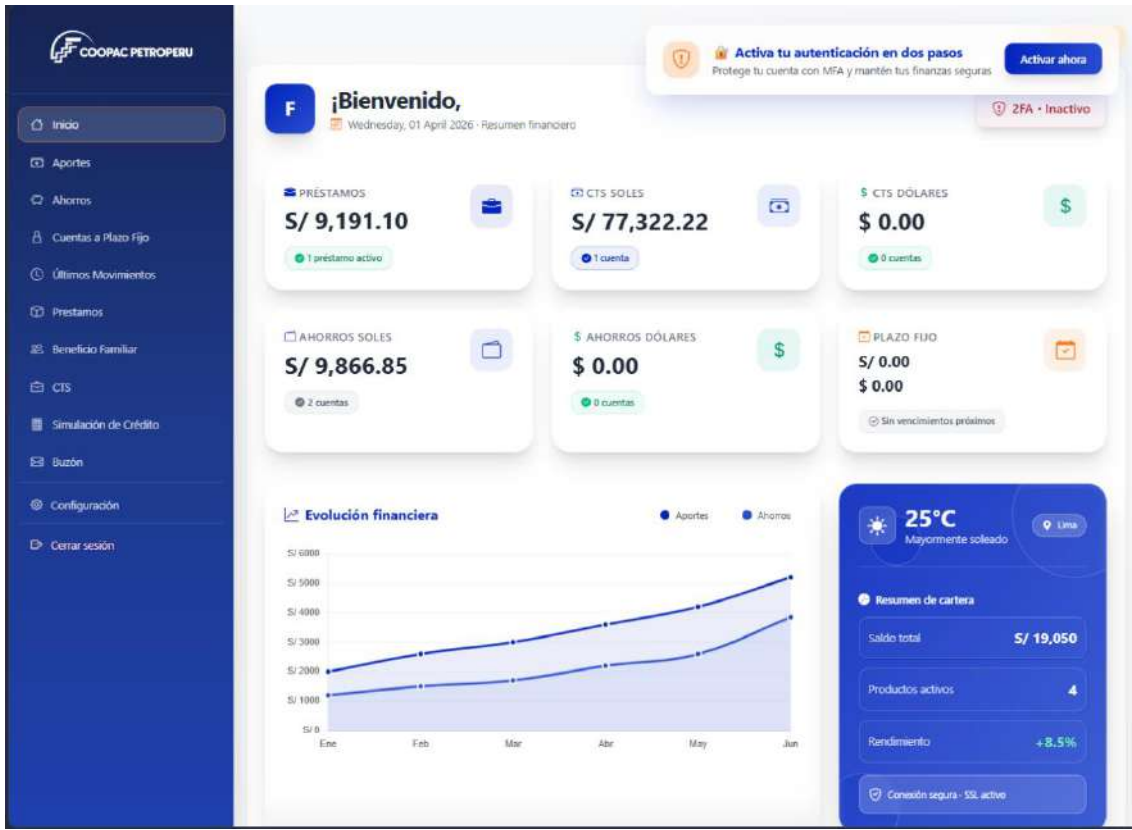 COOPAC PETROPERU
Inicio
Aportes
Ahorros
Cuentas a Plazo Fijo
Últimos Movimientos
Prestamos
Beneficio Familiar
CTS
Simulación de Crédito
Buzón
Configuración
Cerrar sesión
Activa tu autenticación en dos pasos
Protege tu cuenta con MFA y mantén tus finanzas seguras
Activar ahora
F
¡Bienvenido,
Wednesday, 01 April 2026 · Resumen financiero
2FA • Inactivo
PRÉSTAMOS
S/ 9,191.10
1 préstamo activo
CTS SOLES
S/ 77,322.22
1 cuenta
$ CTS DÓLARES
$ 0.00
0 cuentas
$
AHORROS SOLES
S/ 9,866.85
2 cuentas
$ AHORROS DÓLARES
$ 0.00
0 cuentas
$
PLAZO FIJO
S/ 0.00
$ 0.00
Sin vencimientos próximos
Evolución financiera
Aportes
Ahorros
S/ 6000
S/ 5000
S/ 4000
S/ 3000
S/ 2000
S/ 1000
S/ 0
Ene Feb Mar Abr May Jun
25°C
Mayormente soleado
Lima
Resumen de cartera
Saldo total S/ 19,050
Productos activos 4
Rendimiento +8.5%
Conexión segura · SSL activo